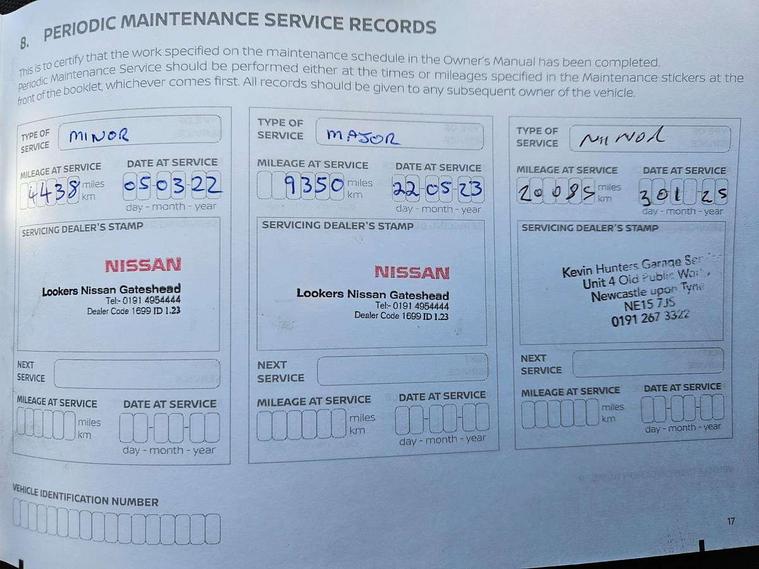 8. PERIODIC MAINTENANCE SERVICE RECORDS
This is to certify that the work specified on the maintenance schedule in the Owner's Manual has been completed.
Periodic Maintenance Service should be performed either at the times or mileages specified in the Maintenance stickers at the
front of the booklet, whichever comes first. All records should be given to any subsequent owner of the vehicle.
TYPE OF SERVICE MINOR
MILEAGE AT SERVICE DATE AT SERVICE
4438 miles km 05-03-22
day - month - year
SERVICING DEALER'S STAMP
NISSAN
Lookers Nissan Gateshead
Tel:- 0191 4954444
Dealer Code 1699 ID 1.23
NEXT SERVICE
MILEAGE AT SERVICE DATE AT SERVICE
miles km
day - month - year
TYPE OF SERVICE MAJOR
MILEAGE AT SERVICE DATE AT SERVICE
9350 miles km 22-05-23
day - month - year
SERVICING DEALER'S STAMP
NISSAN
Lookers Nissan Gateshead
Tel:- 0191 4954444
Dealer Code 1699 ID 1.23
NEXT SERVICE
MILEAGE AT SERVICE DATE AT SERVICE
miles km
day - month - year
TYPE OF SERVICE MINOR
MILEAGE AT SERVICE DATE AT SERVICE
20085 miles km 301 25
day - month - year
SERVICING DEALER'S STAMP
Kevin Hunters Garage
Unit 4 Old Public
Newcastle upon Tyne
NE15 7JS
0191 267 3322
NEXT SERVICE
MILEAGE AT SERVICE DATE AT SERVICE
miles km
day - month - year
VEHICLE IDENTIFICATION NUMBER
17